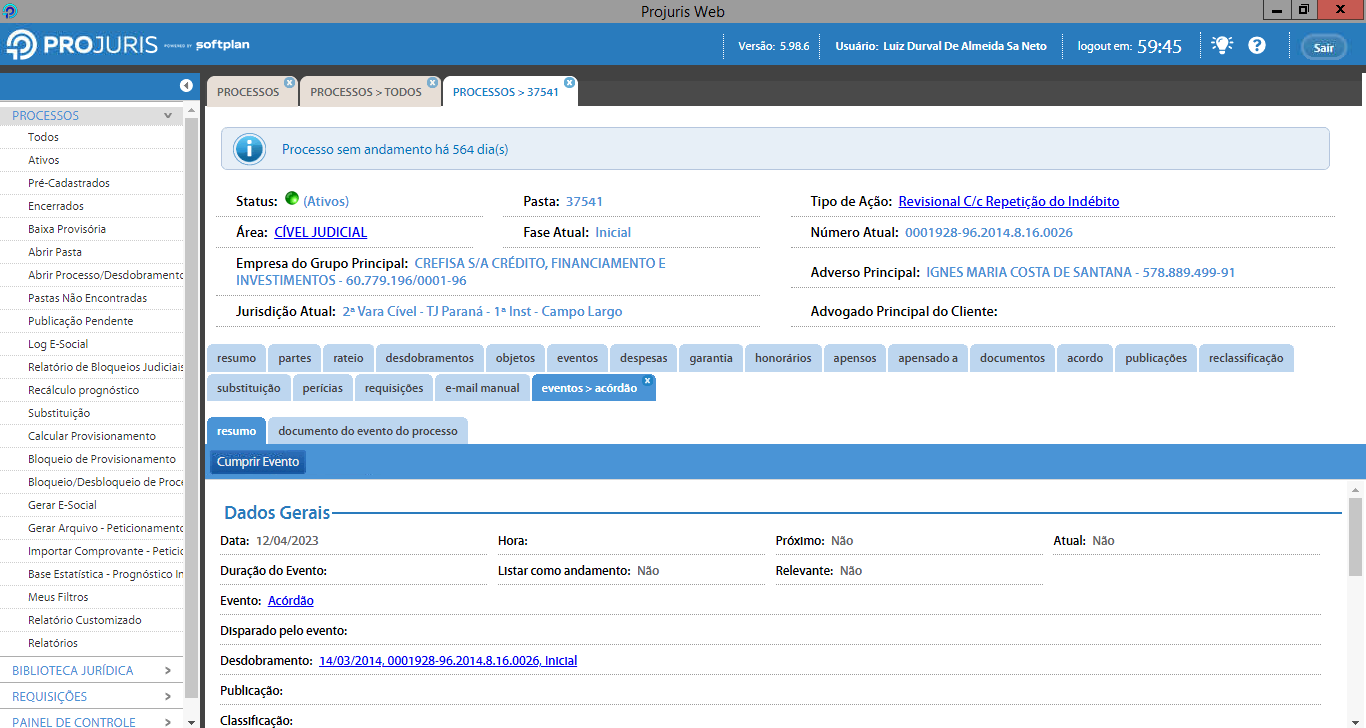 Projuris Web
PROJURIS POWERED BY softplan
Versão: 5.98.6
Usuário: Luiz Durval De Almeida Sa Neto
logout em: 59:45
Sair
PROCESSOS
Todos
Ativos
Pré-Cadastrados
Encerrados
Baixa Provisória
Abrir Pasta
Abrir Processo/Desdobramento
Pastas Não Encontradas
Publicação Pendente
Log E-Social
Relatório de Bloqueios Judiciais
Recálculo prognóstico
Substituição
Calcular Provisionamento
Bloqueio de Provisionamento
Bloqueio/Desbloqueio de Proce
Gerar E-Social
Gerar Arquivo - Peticionamento
Importar Comprovante - Peticio
Base Estatística - Prognóstico In
Meus Filtros
Relatório Customizado
Relatórios
BIBLIOTECA JURÍDICA
REQUISIÇÕES
PAINEL DE CONTROLE
PROCESSOS
PROCESSOS > TODOS
PROCESSOS > 37541
Processo sem andamento há 564 dia(s)
Status: (Ativos)
Pasta: 37541
Tipo de Ação: Revisional C/c Repetição do Indébito
Área: CÍVEL JUDICIAL
Fase Atual: Inicial
Número Atual: 0001928-96.2014.8.16.0026
Empresa do Grupo Principal: CREFISA S/A CRÉDITO, FINANCIAMENTO E
INVESTIMENTOS - 60.779.196/0001-96
Adverso Principal: IGNES MARIA COSTA DE SANTANA - 578.889.499-91
Jurisdição Atual: 2ª Vara Cível - TJ Paraná - 1ª Inst - Campo Largo
Advogado Principal do Cliente:
resumo
partes
rateio
desdobramentos
objetos
eventos
despesas
garantia
honorários
apensos
apensado a
documentos
acordo
publicações
reclassificação
substituição
perícias
requisições
e-mail manual
eventos > acórdão
resumo
documento do evento do processo
Cumprir Evento
Dados Gerais
Data: 12/04/2023
Hora:
Próximo: Não
Atual: Não
Duração do Evento:
Listar como andamento: Não
Relevante: Não
Evento: Acórdão
Disparado pelo evento:
Desdobramento: 14/03/2014, 0001928-96.2014.8.16.0026, Inicial
Publicação:
Classificação: